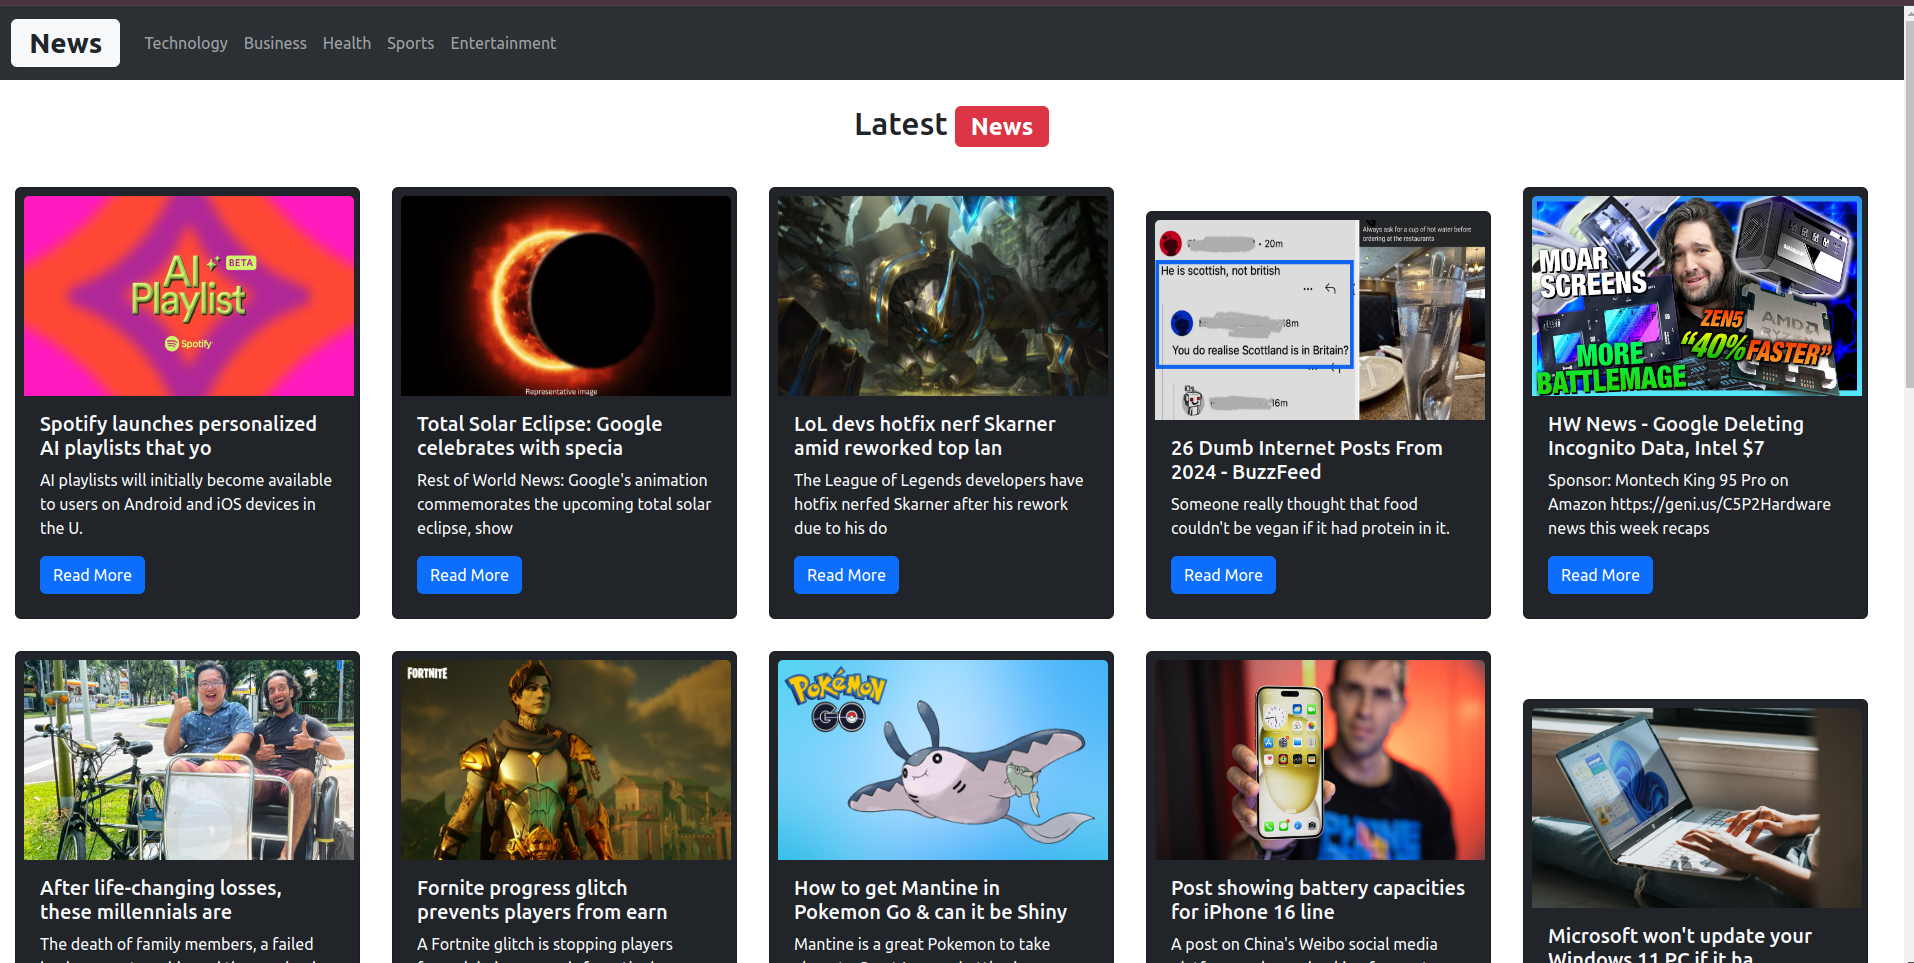 News
Technology Business Health Sports Entertainment
Latest News
AI BETA
Playlist
Spotify
Spotify launches personalized
AI playlists that yo
AI playlists will initially become available
to users on Android and iOS devices in
the U.
Read More
Representative image
Total Solar Eclipse: Google
celebrates with specia
Rest of World News: Google's animation
commemorates the upcoming total solar
eclipse, show
Read More
LoL devs hotfix nerf Skarner
amid reworked top lan
The League of Legends developers have
hotfix nerfed Skarner after his rework
due to his do
Read More
• 20m
He is scottish, not british
18m
You do realise Scottland is in Britain?
16m
Always ask for a cup of hot water before
ordering at the restaurants
26 Dumb Internet Posts From
2024 - BuzzFeed
Someone really thought that food
couldn't be vegan if it had protein in it.
Read More
MOAR
SCREENS
ZEN5
"40% FASTER"
AMD
RYZEN
MORE
BATTLEMAGE
HW News - Google Deleting
Incognito Data, Intel $7
Sponsor: Montech King 95 Pro on
Amazon https://geni.us/C5P2Hardware
news this week recaps
Read More
After life-changing losses,
these millennials are
The death of family members, a failed
FORTNITE
Fornite progress glitch
prevents players from earn
A Fortnite glitch is stopping players
POKÉMON
GO
How to get Mantine in
Pokemon Go & can it be Shiny
Mantine is a great Pokemon to take
Post showing battery capacities
for iPhone 16 line
A post on China's Weibo social media
Microsoft won't update your
Windows 11 PC if it ha